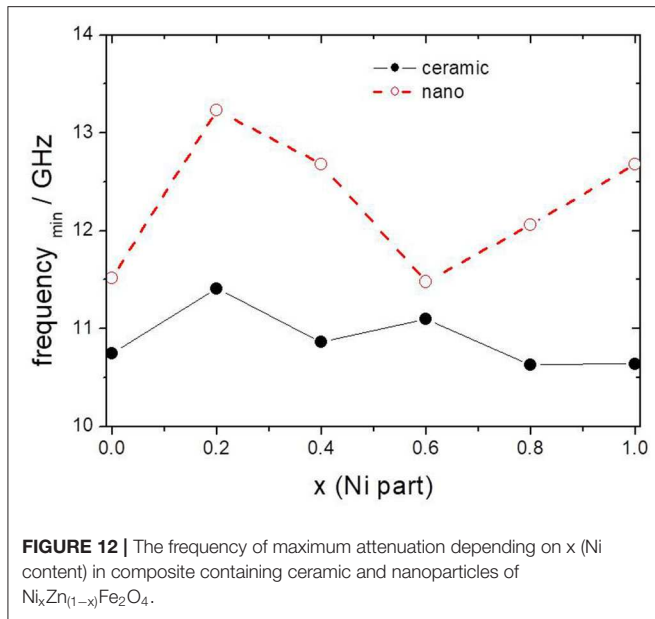 14
13
12
11
10
frequency min / GHz
ceramic
nano
0.0 0.2 0.4 0.6 0.8 1.0
x (Ni part)
FIGURE 12 | The frequency of maximum attenuation depending on x (Ni
content) in composite containing ceramic and nanoparticles of
NiₓZn₍₁₋ₓ₎Fe₂O₄.